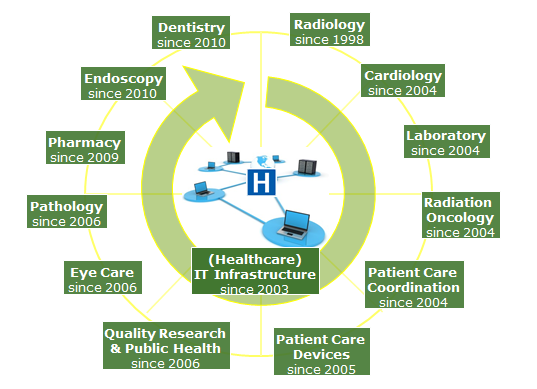 Radiology
since 1998
Cardiology
since 2004
Laboratory
since 2004
Radiation
Oncology
since 2004
Patient Care
Coordination
since 2004
Patient Care
Devices
since 2005
Quality Research
& Public Health
since 2006
Eye Care
since 2006
Pathology
since 2006
Pharmacy
since 2009
Endoscopy
since 2010
Dentistry
since 2010
H
(Healthcare)
IT Infrastructure
since 2003